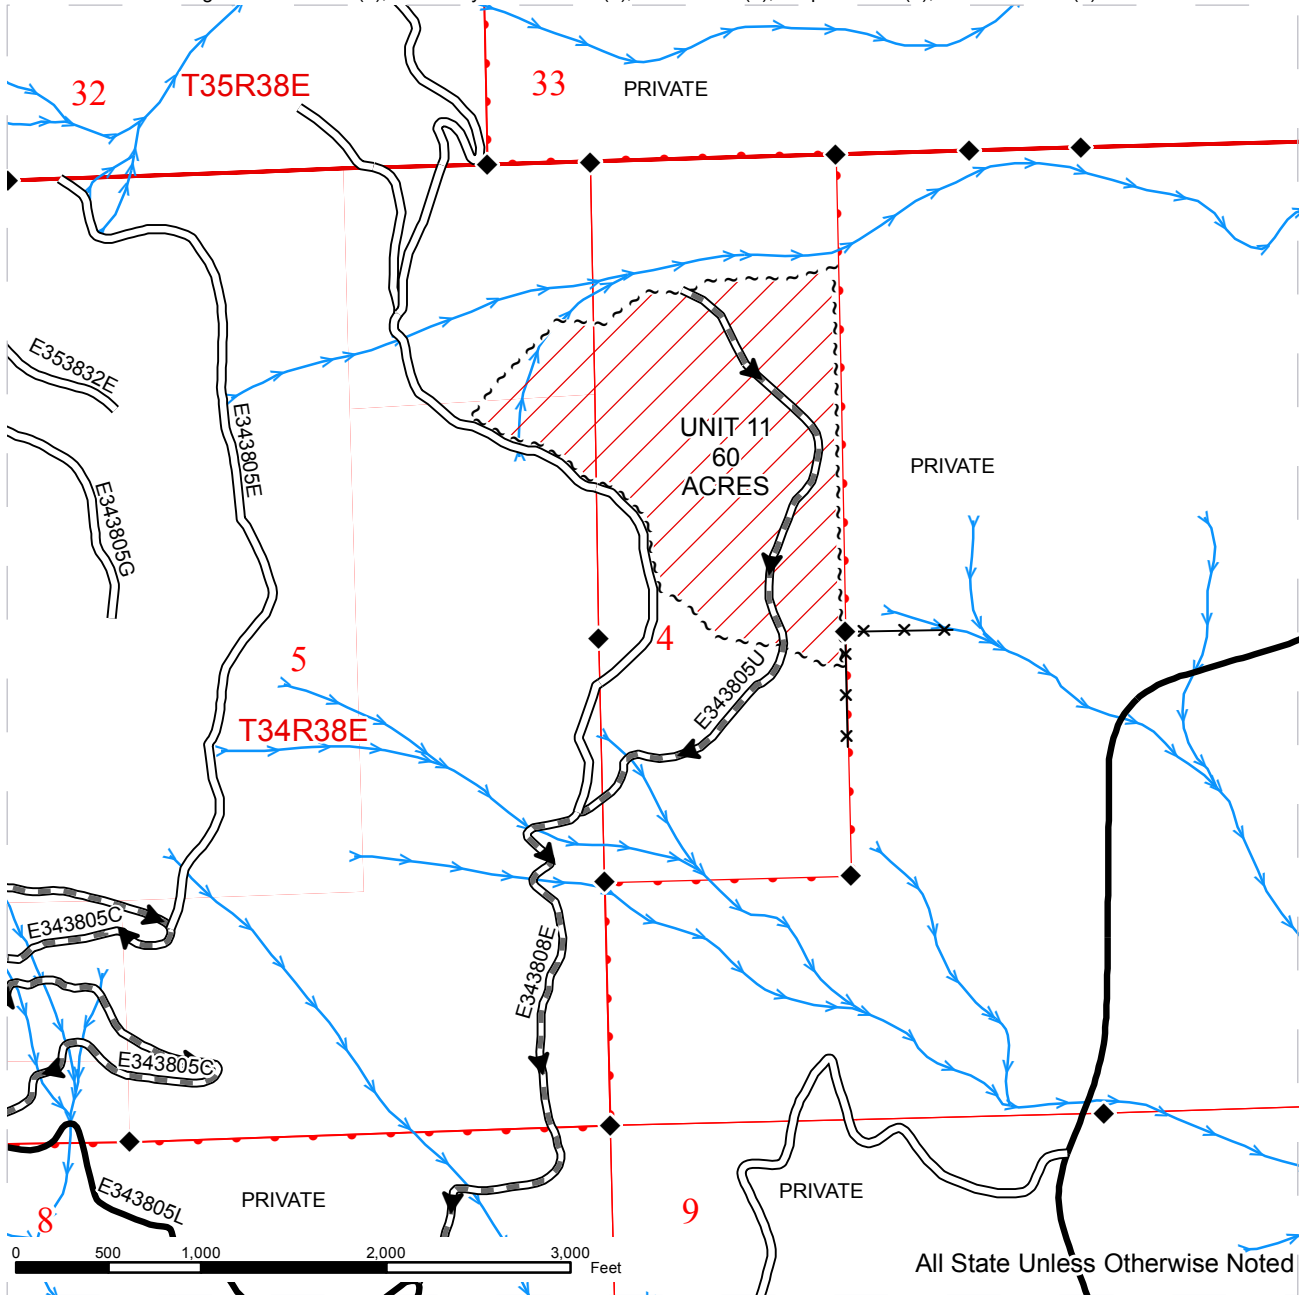 32
T35R38E
33
PRIVATE
E353832E
E343805E
E343805G
UNIT 11
60
ACRES
PRIVATE
5
4
T34R38E
E343805U
E343805C
E343808E
E343805C
E343805L
8
PRIVATE
9
PRIVATE
0 500 1,000 2,000 3,000
Feet
All State Unless Otherwise Noted